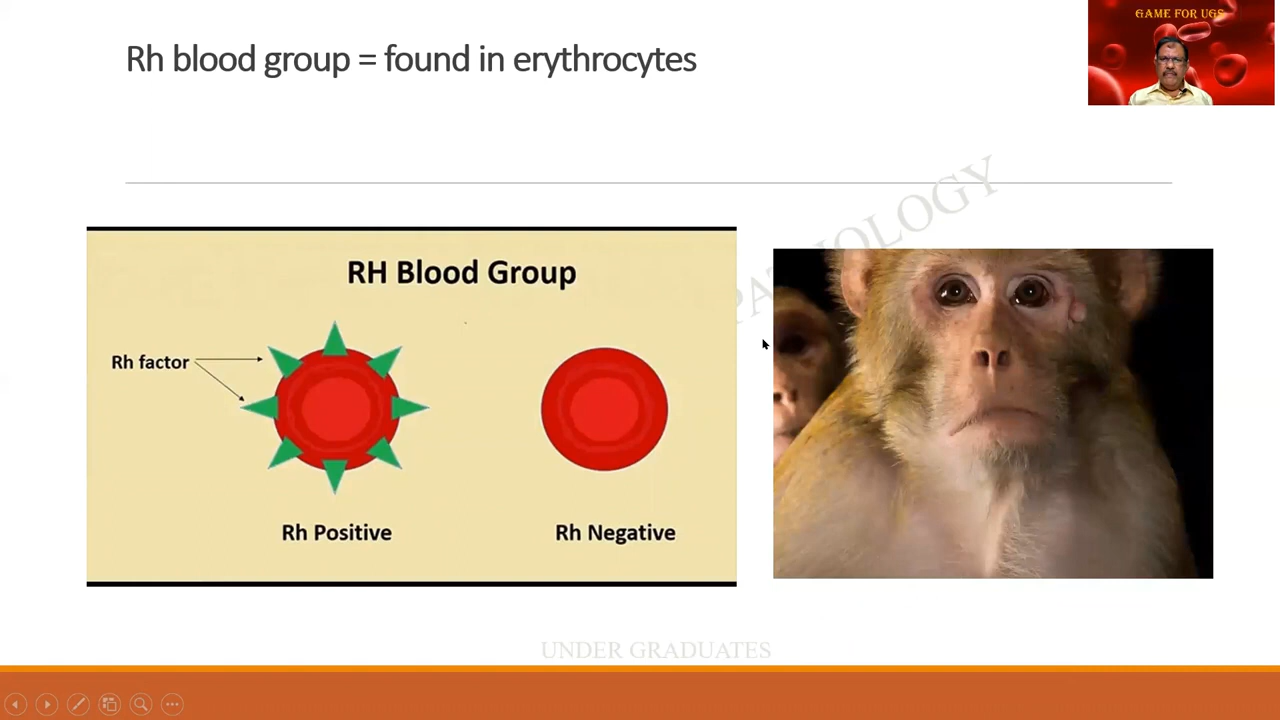 GAME FOR UGS
Rh blood group = found in erythrocytes
PATHOLOGY
RH Blood Group
Rh factor
Rh Positive
Rh Negative
UNDER GRADUATES